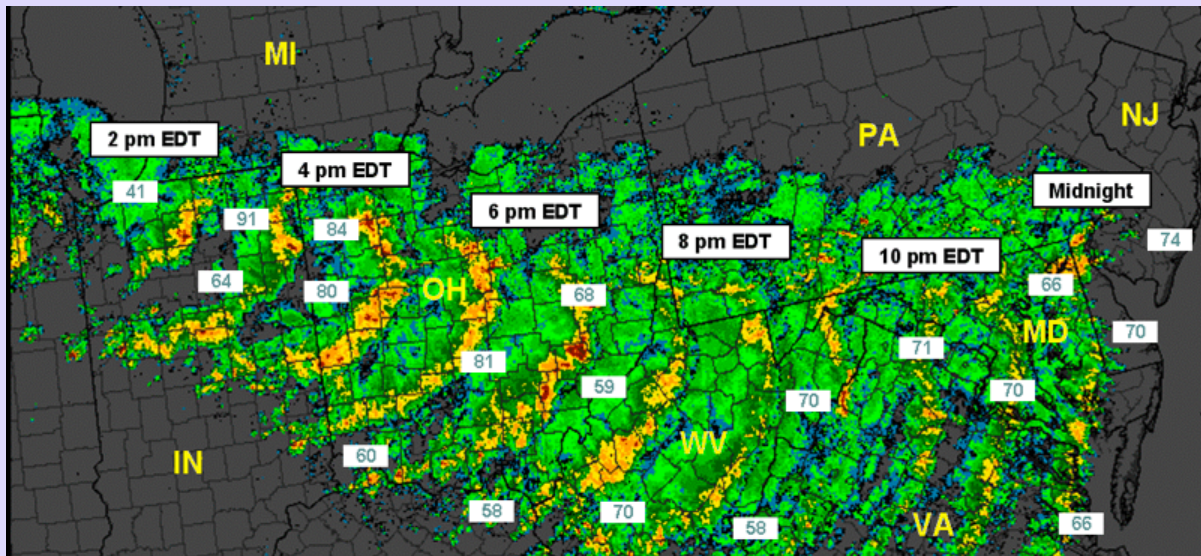 MI
NJ
PA
2 pm EDT
4 pm EDT
Midnight
41
6 pm EDT
91
84
8 pm EDT
74
10 pm EDT
64
80
OH
68
66
MD
70
81
71
59
70
70
WV
IN
60
58
70
58
VA
66